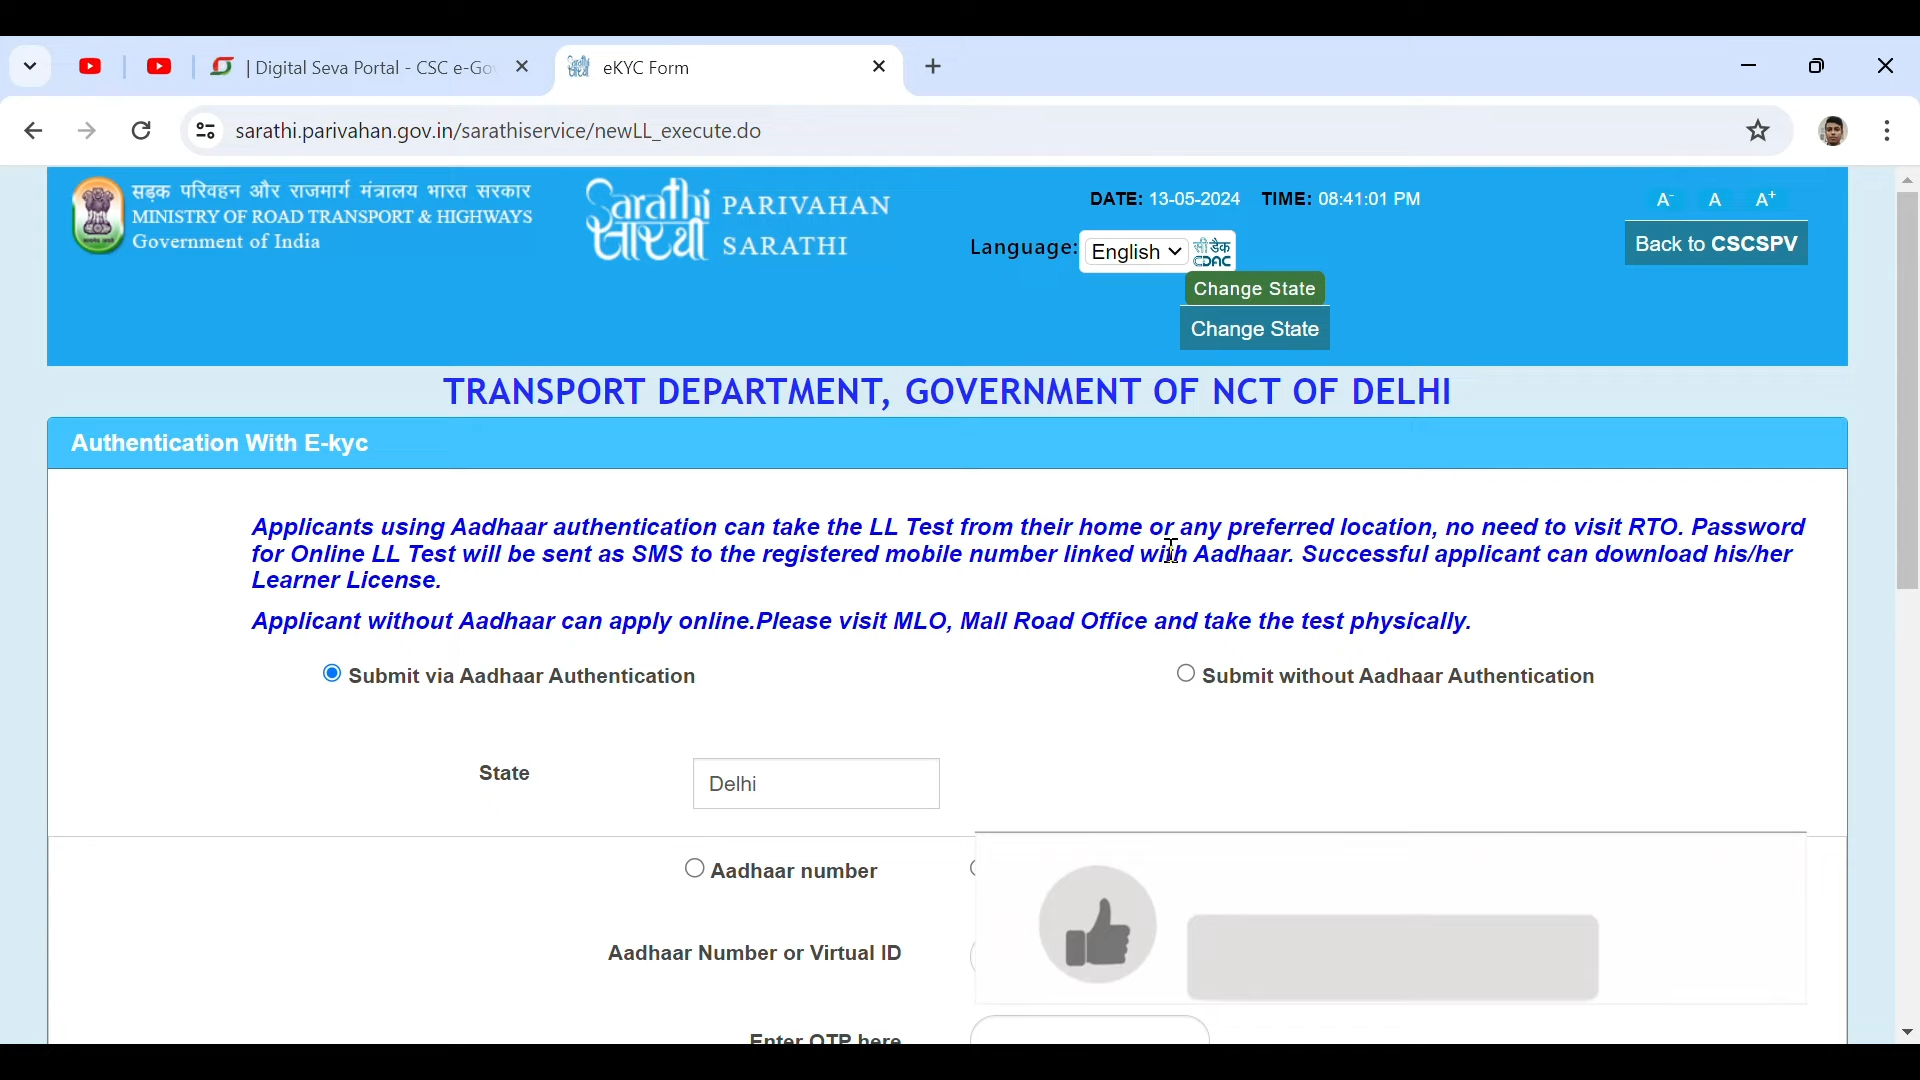 | Digital Seva Portal - CSC e-Go
eKYC Form
sarathi.parivahan.gov.in/sarathiservice/newLL_execute.do
सड़क परिवहन और राजमार्ग मंत्रालय भारत सरकार
MINISTRY OF ROAD TRANSPORT & HIGHWAYS
Government of India
Sarathi
सारथी
PARIVAHAN
SARATHI
DATE: 13-05-2024 TIME: 08:41:01 PM
Language: English
सी डैक
CDAC
Change State
Change State
A- A A+
Back to CSCSPV
TRANSPORT DEPARTMENT, GOVERNMENT OF NCT OF DELHI
Authentication With E-kyc
Applicants using Aadhaar authentication can take the LL Test from their home or any preferred location, no need to visit RTO. Password
for Online LL Test will be sent as SMS to the registered mobile number linked with Aadhaar. Successful applicant can download his/her
Learner License.
Applicant without Aadhaar can apply online.Please visit MLO, Mall Road Office and take the test physically.
Submit via Aadhaar Authentication
Submit without Aadhaar Authentication
State
Delhi
Aadhaar number
Aadhaar Number or Virtual ID
Enter OTP here